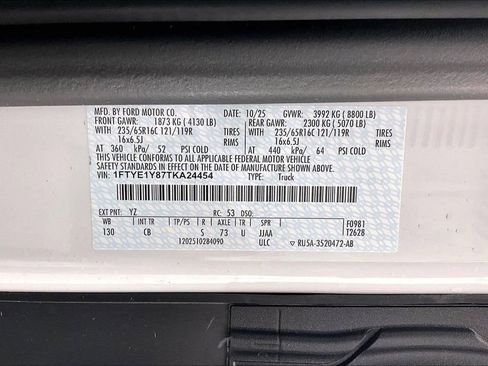 MFD. BY FORD MOTOR CO. 10/25 GVWR: 3992 KG ( 8800 LB)
FRONT GAWR: 1873 KG ( 4130 LB) REAR GAWR: 2300 KG ( 5070 LB)
WITH 235/65R16C 121/119R TIRES WITH 235/65R16C 121/119R TIRES
16x6.5J RIMS 16x6.5J RIMS
AT 360 kPa/ 52 PSI COLD AT 440 kPa/ 64 PSI COLD
THIS VEHICLE CONFORMS TO ALL APPLICABLE FEDERAL MOTOR VEHICLE
SAFETY STANDARDS IN EFFECT ON THE DATE OF MANUFACTURE SHOWN ABOVE.
VIN: 1FTYE1Y87TKA24454 TYPE: Truck
EXT PNT: YZ RC: 53 DSO:
WB INT TR TP/PS R AXLE TR SPR F0981
130 CB S 73 U JJAA T2628
1202510284090 ULC RU5A-3520472-AB